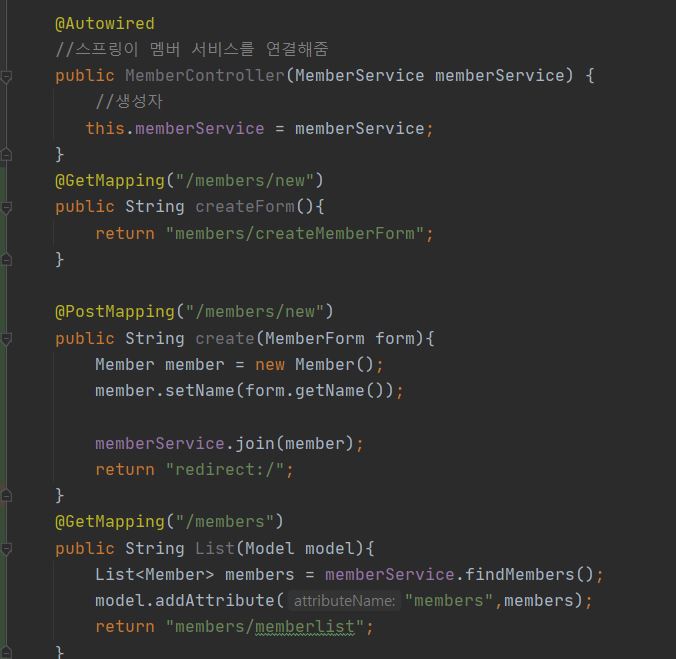 @Autowired
//스프링이 멤버 서비스를 연결해줌
public MemberController(MemberService memberService) {
//생성자
this.memberService = memberService;
}
@GetMapping("/members/new")
public String createForm(){
return "members/createMemberForm";
}
@PostMapping("/members/new")
public String create(MemberForm form){
Member member = new Member();
member.setName(form.getName());
memberService.join(member);
return "redirect:/";
}
@GetMapping("/members")
public String List(Model model){
List<Member> members = memberService.findMembers();
model.addAttribute( attributeName: "members",members);
return "members/memberlist";
}